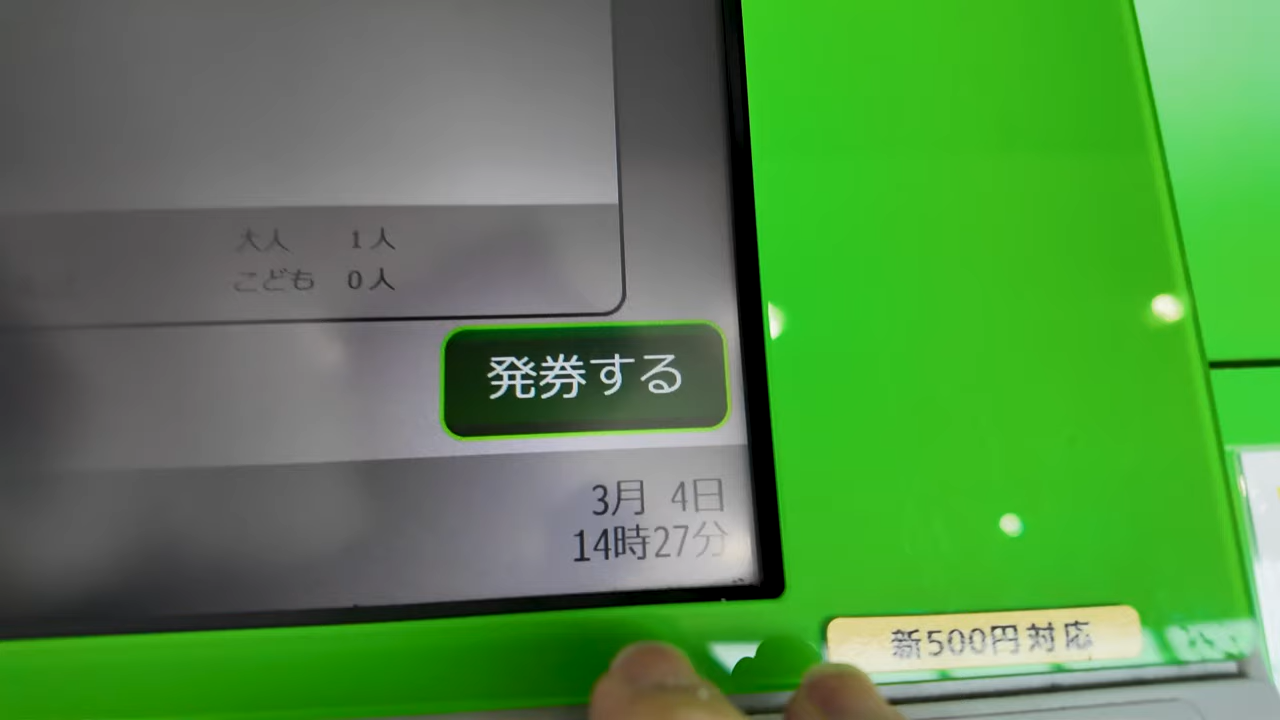 大人 1人
こども 0人
発券する
3月 4日
14時27分
新500円対応